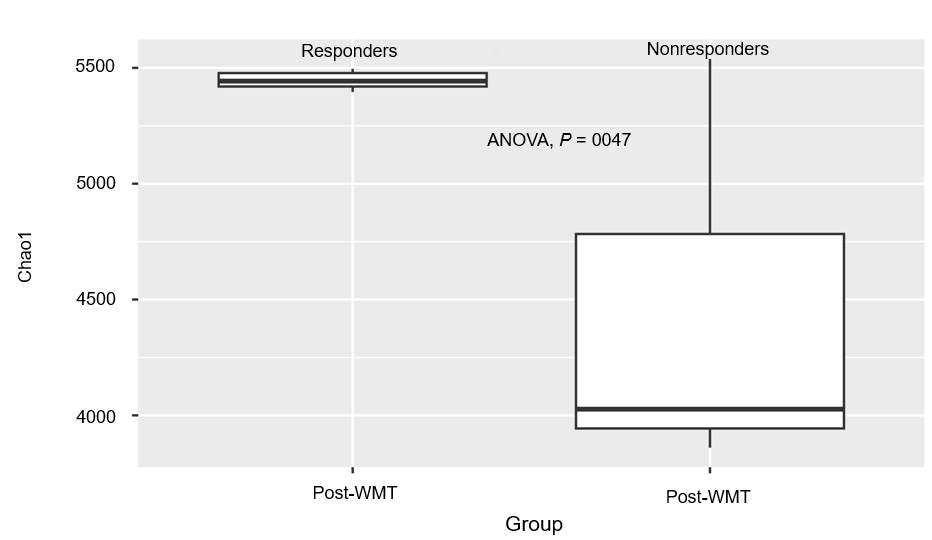 Responders
Nonresponders
5500
ANOVA, P = 0047
5000
4500
4000
Chao1
Post-WMT
Post-WMT
Group